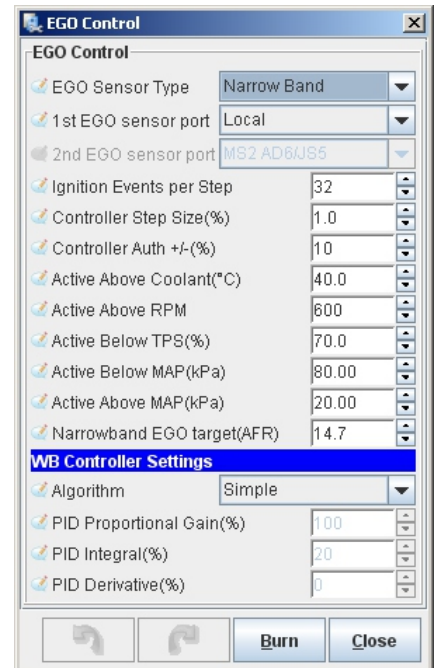 EGO Control
EGO Control
EGO Sensor Type Narrow Band
1st EGO sensor port Local
2nd EGO sensor port MS2 AD6/JS5
Ignition Events per Step 32
Controller Step Size(%) 1.0
Controller Auth +/-(%) 10
Active Above Coolant(°C) 40.0
Active Above RPM 600
Active Below TPS(%) 70.0
Active Below MAP(kPa) 80.00
Active Above MAP(kPa) 20.00
Narrowband EGO target(AFR) 14.7
WB Controller Settings
Algorithm Simple
PID Proportional Gain(%) 100
PID Integral(%) 20
PID Derivative(%) 0
Burn Close